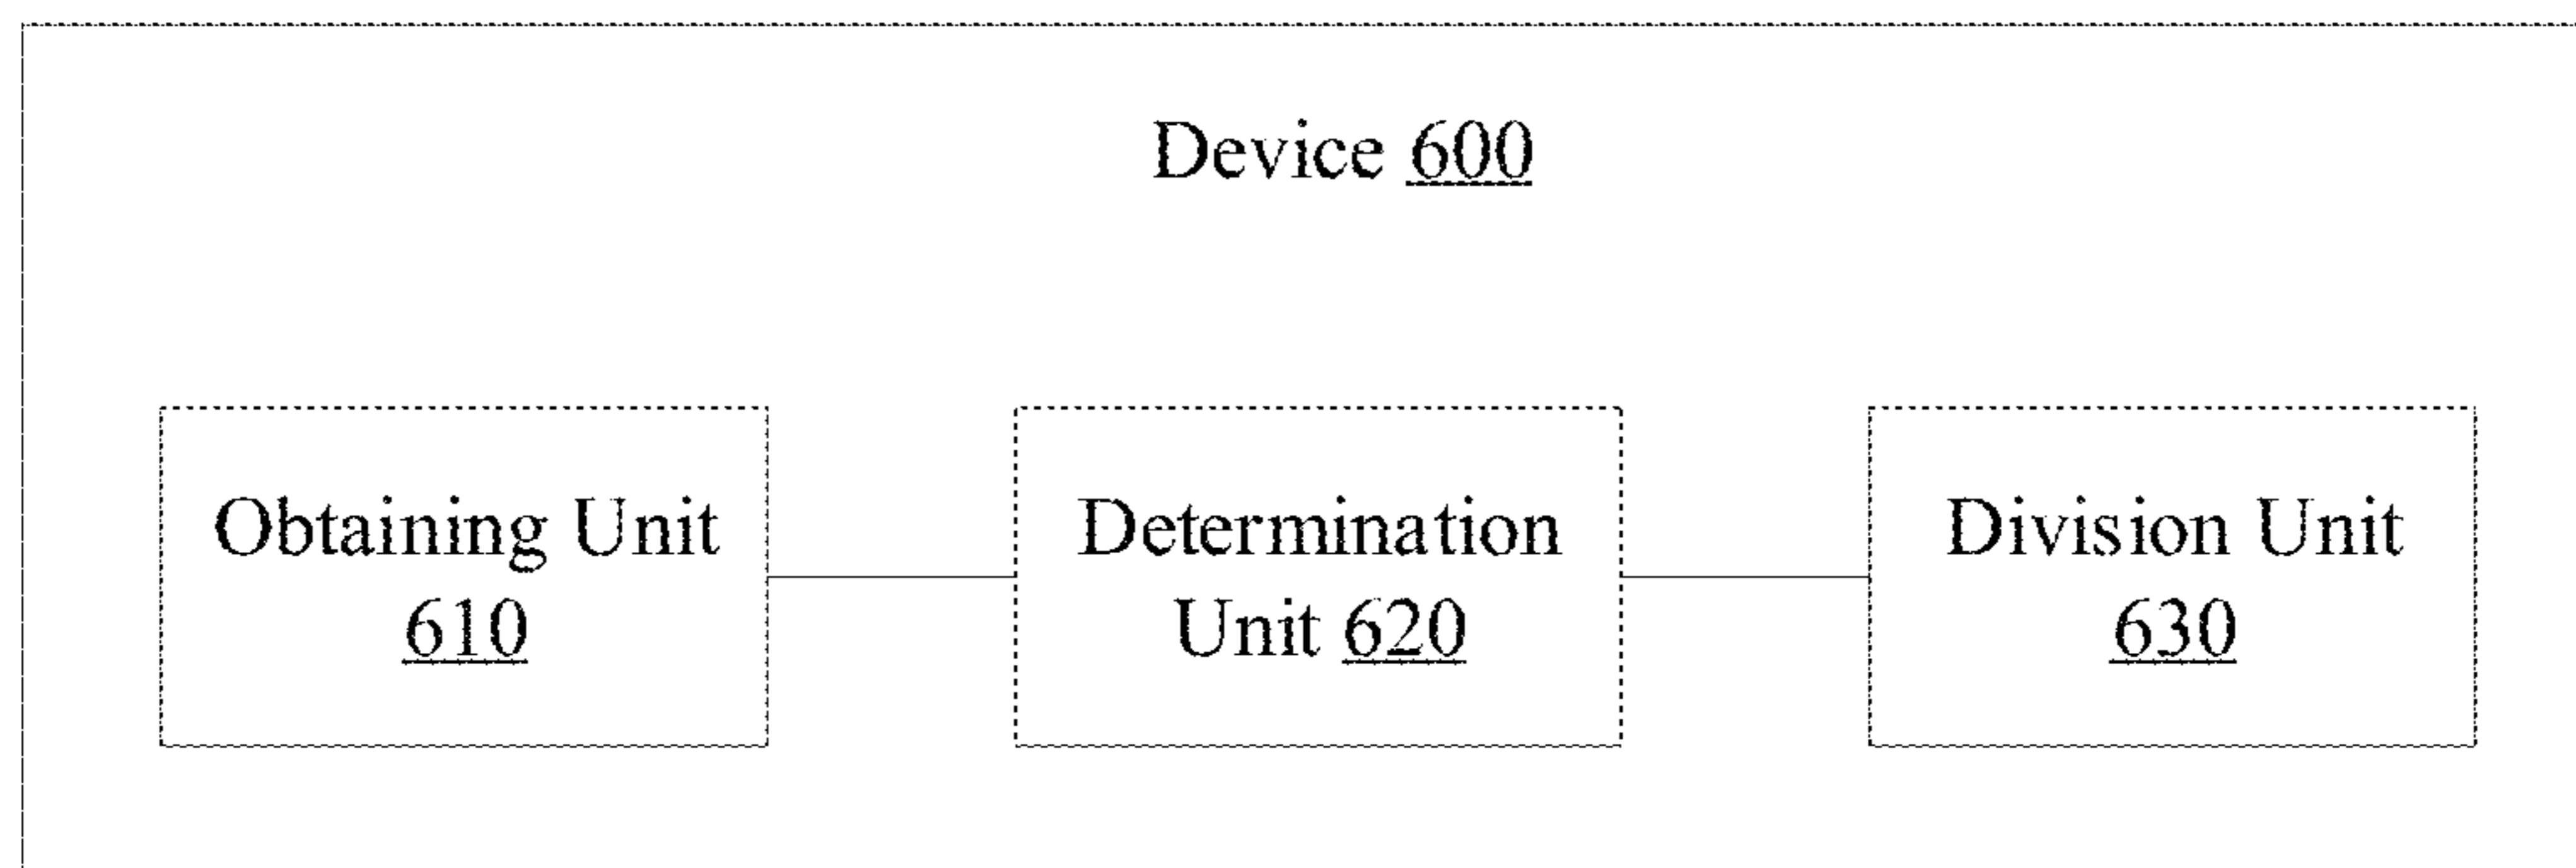 Device 600
Obtaining Unit
610
Determination
Unit 620
Division Unit
630